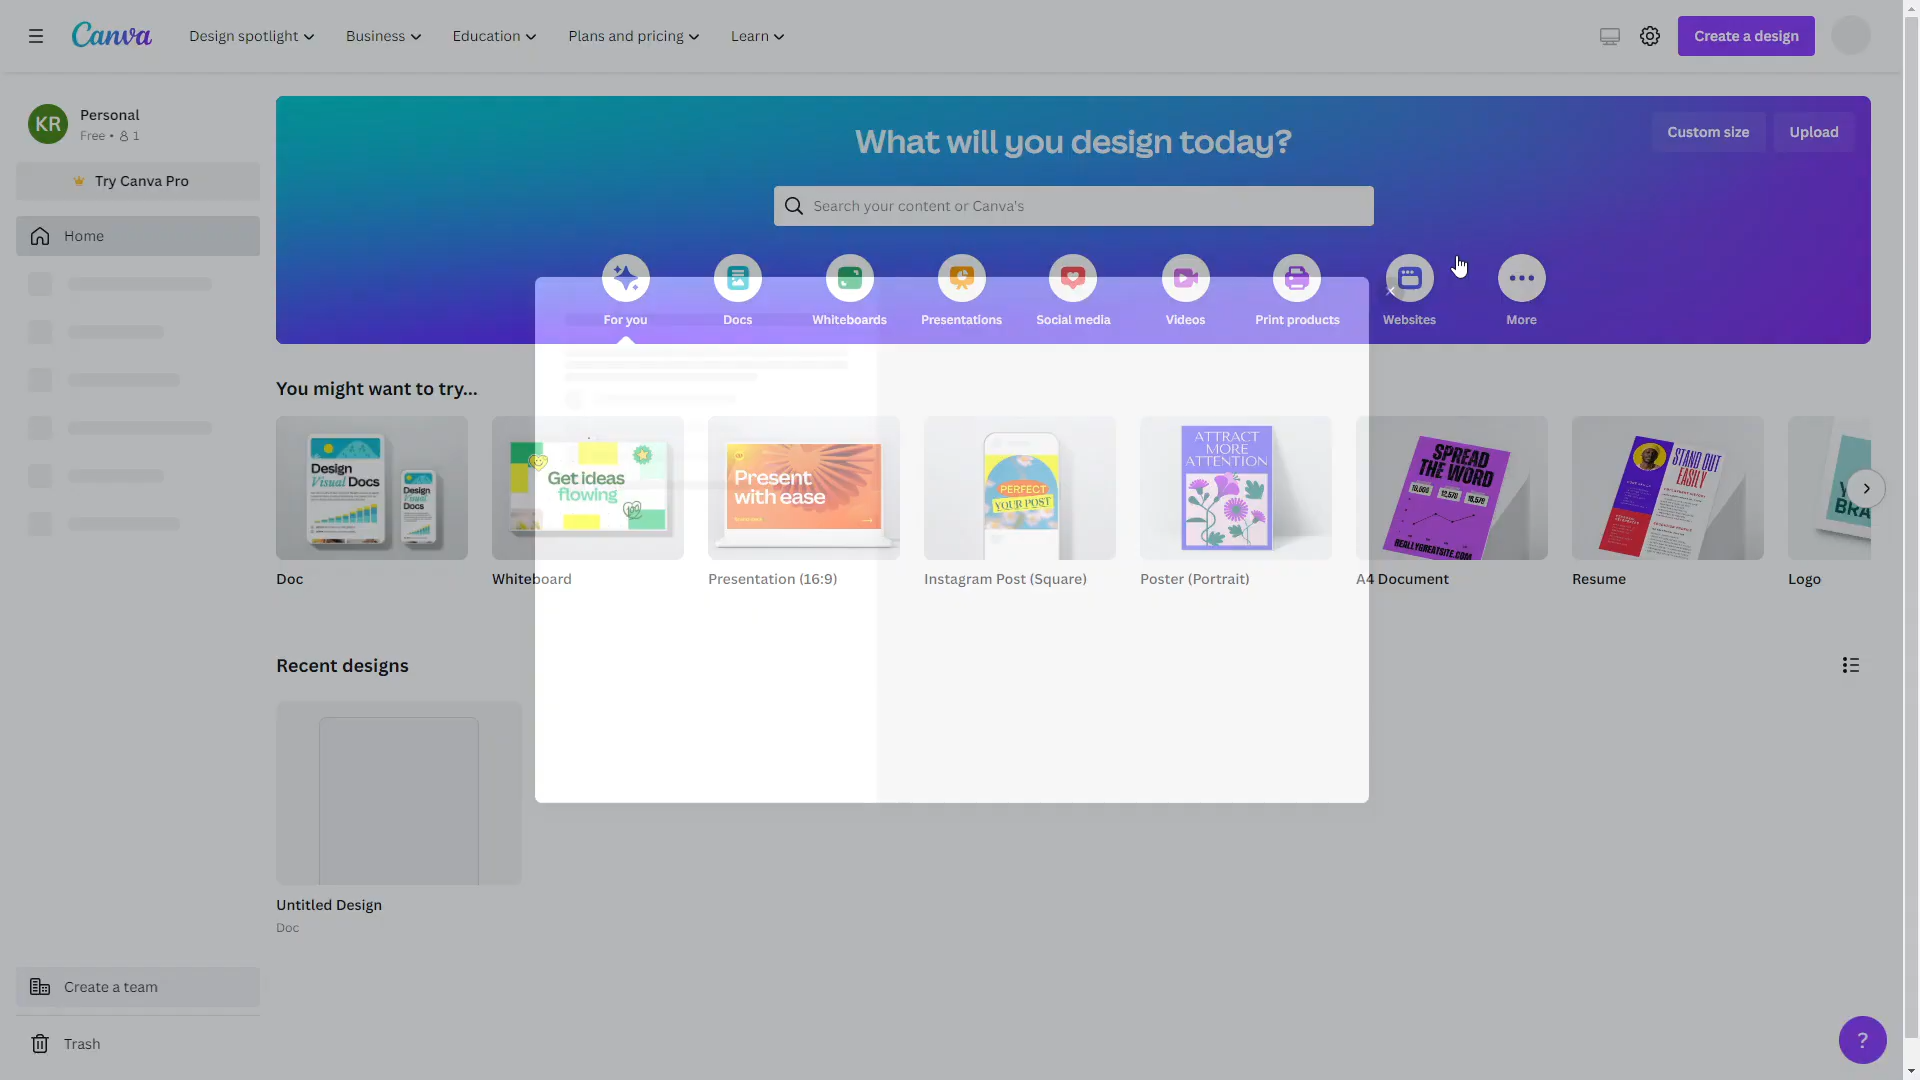 Canva
Design spotlight
Business
Education
Plans and pricing
Learn
Create a design
KR
Personal
Free • 1
Try Canva Pro
Home
Create a team
Trash
What will you design today?
Custom size
Upload
Search your content or Canva's
For you
Docs
Whiteboards
Presentations
Social media
Videos
Print products
Websites
More
You might want to try...
Design
Visual Docs
Design
Visual
Docs
Get ideas
flowing
100
Present
with ease
PERFECT
YOUR POST
ATTRACT
MORE
ATTENTION
SPREAD
THE WORD
REALLYGREATSITE.COM
STAND OUT
EASILY
Doc
Whiteboard
Presentation (16:9)
Instagram Post (Square)
Poster (Portrait)
A4 Document
Resume
Logo
Recent designs
Untitled Design
Doc
?